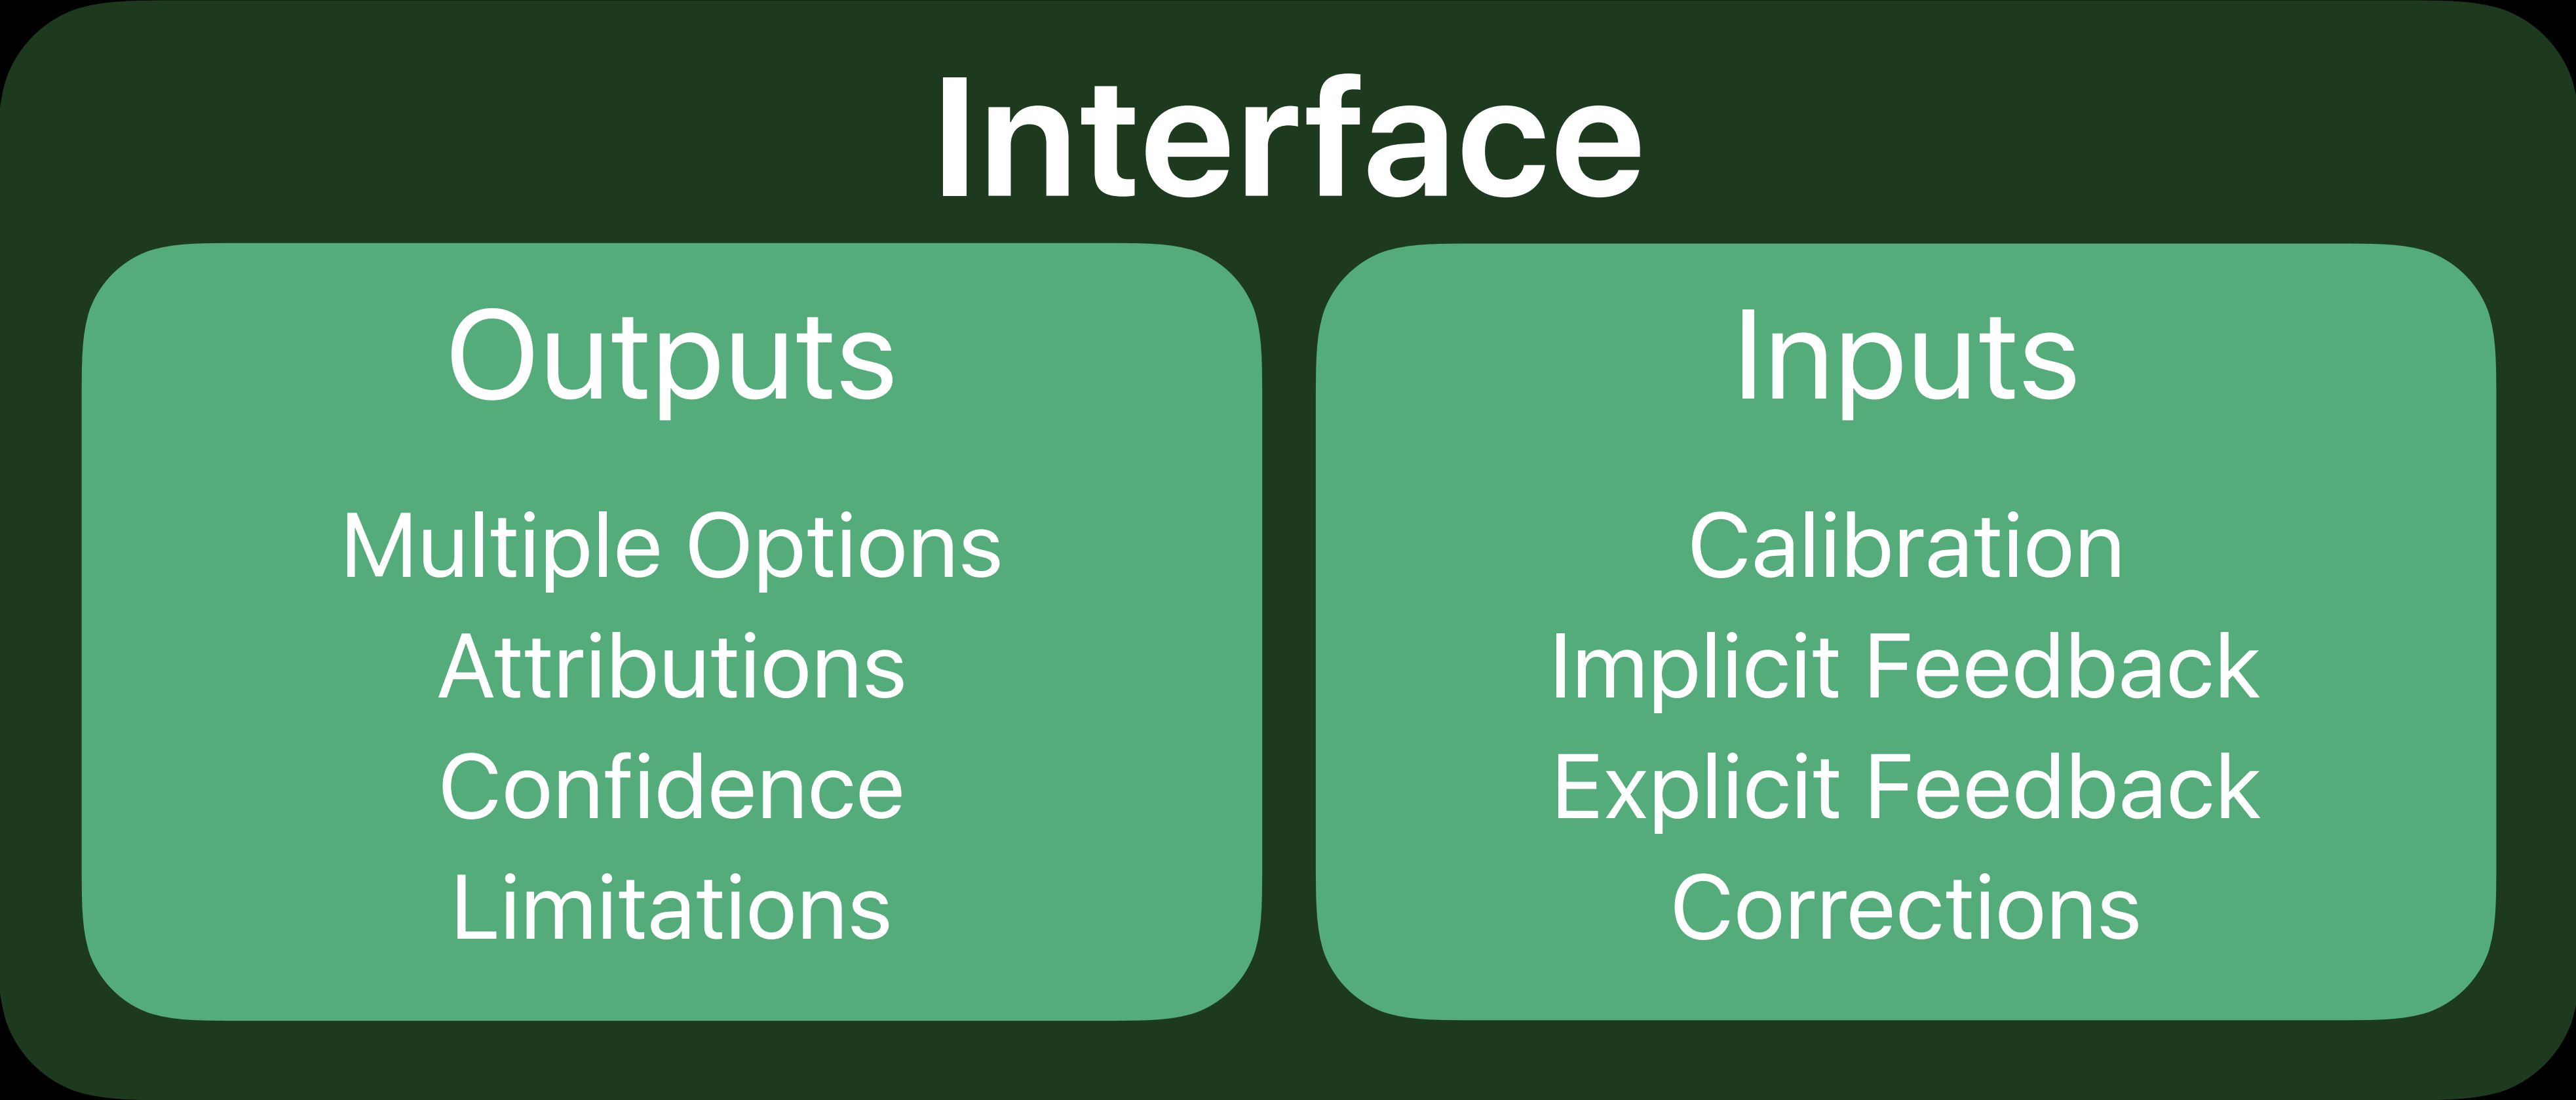 Interface
Outputs
Multiple Options
Attributions
Confidence
Limitations
Inputs
Calibration
Implicit Feedback
Explicit Feedback
Corrections